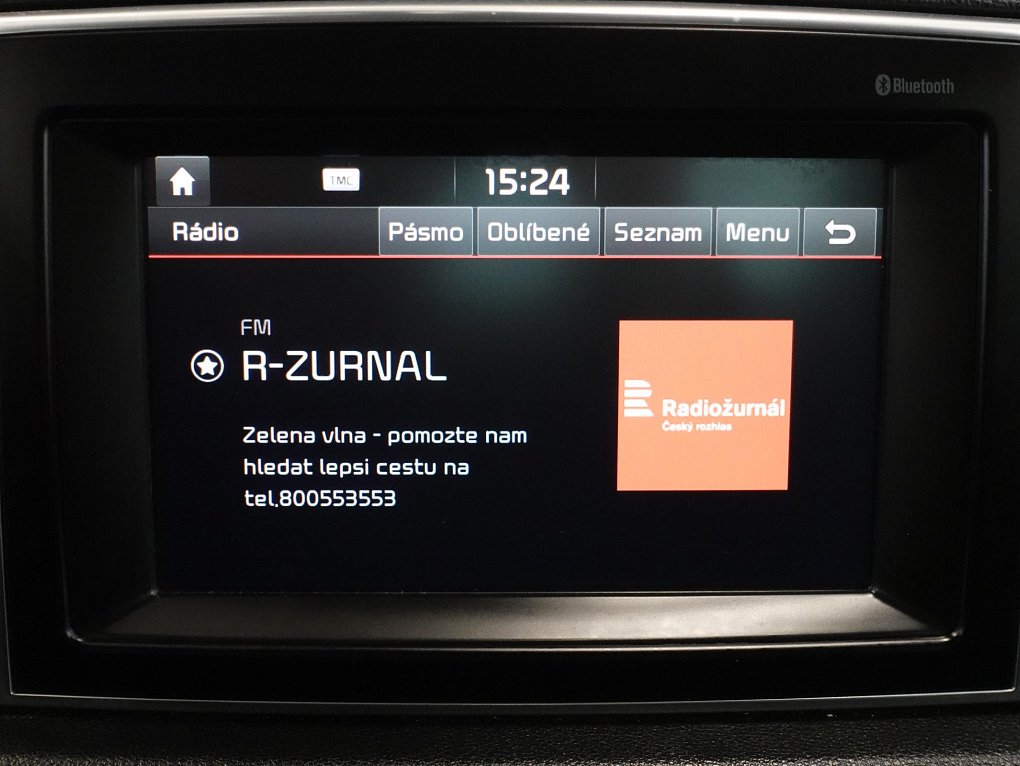 Bluetooth
TMC
15:24
Rádio Pásmo Oblíbené Seznam Menu
FM
R-ZURNAL
Zelena vlna - pomozte nam
hledat lepsi cestu na
tel.800553553
Radiožurnál
Český rozhlas